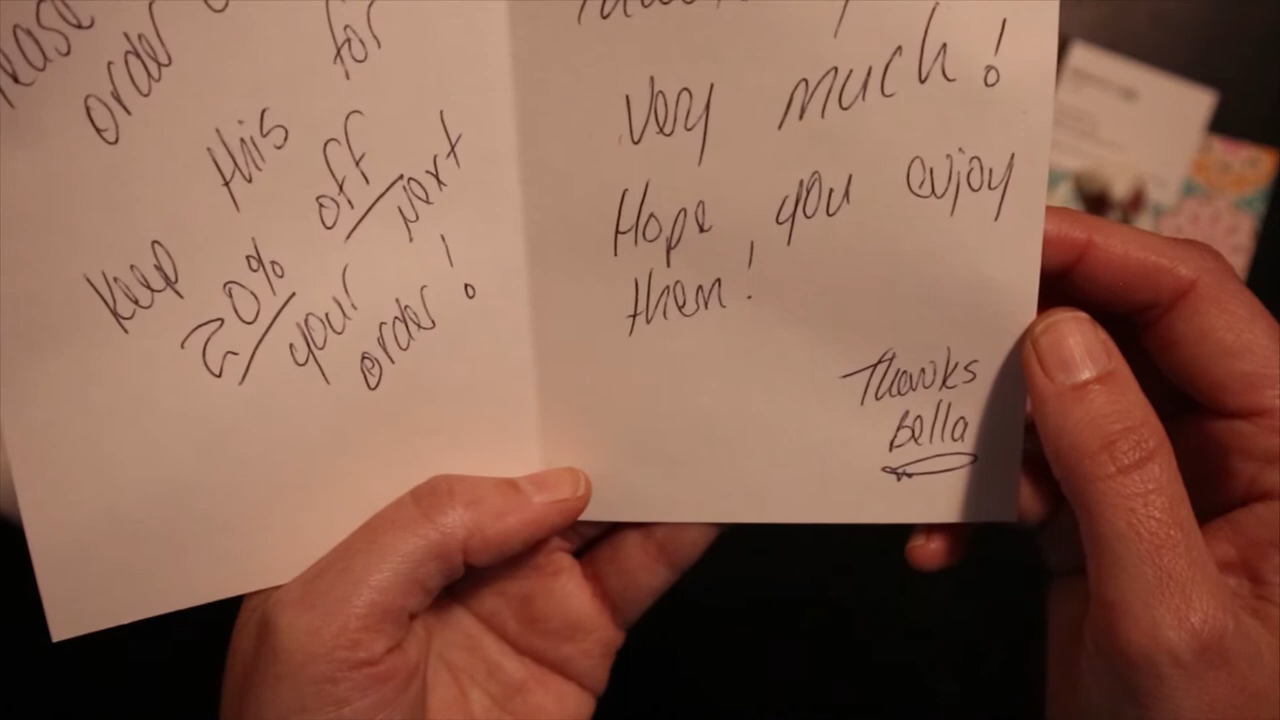 order
Keep this for
20% off
your next
order!
very much!
Hope you enjoy
them!
Thanks
Bella